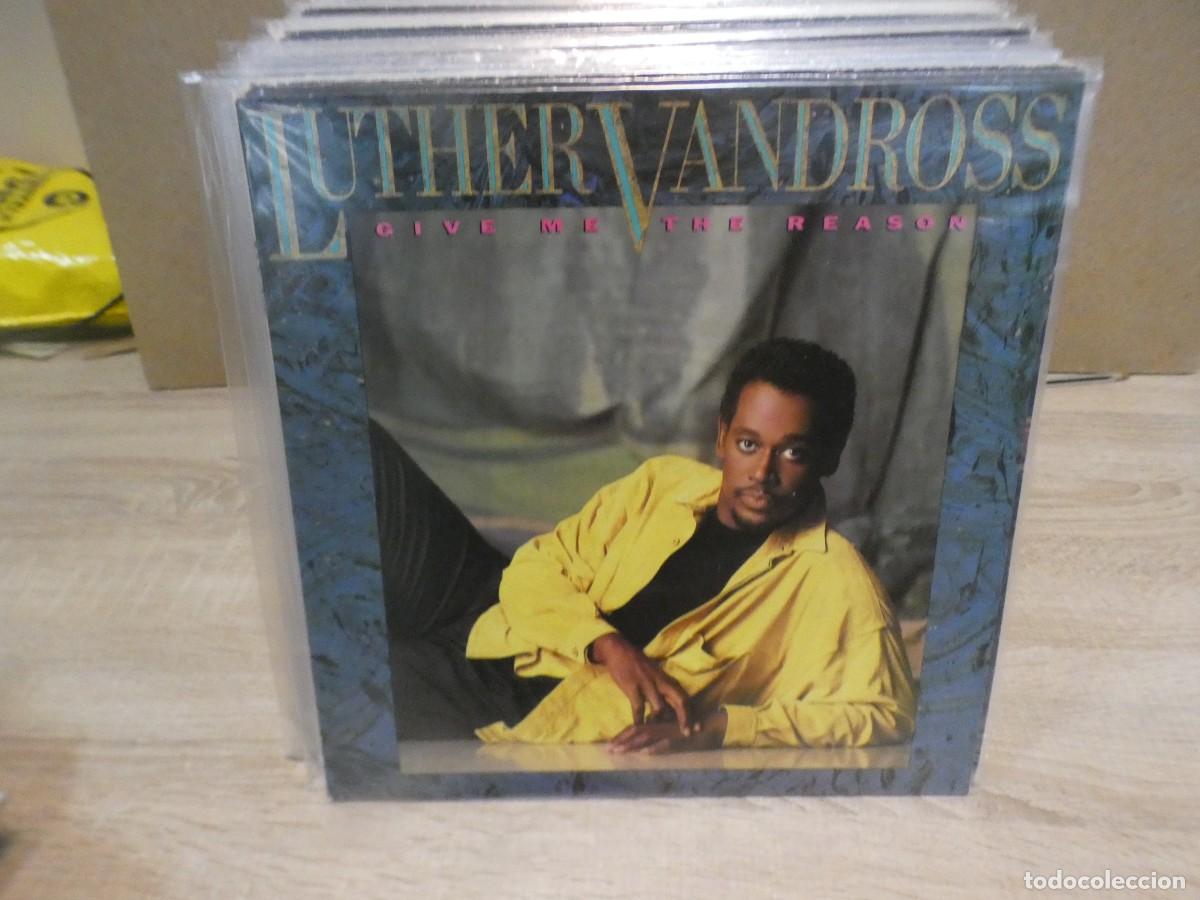 LUTHER VANDROSS
GIVE ME THE REASON
todocoleccion